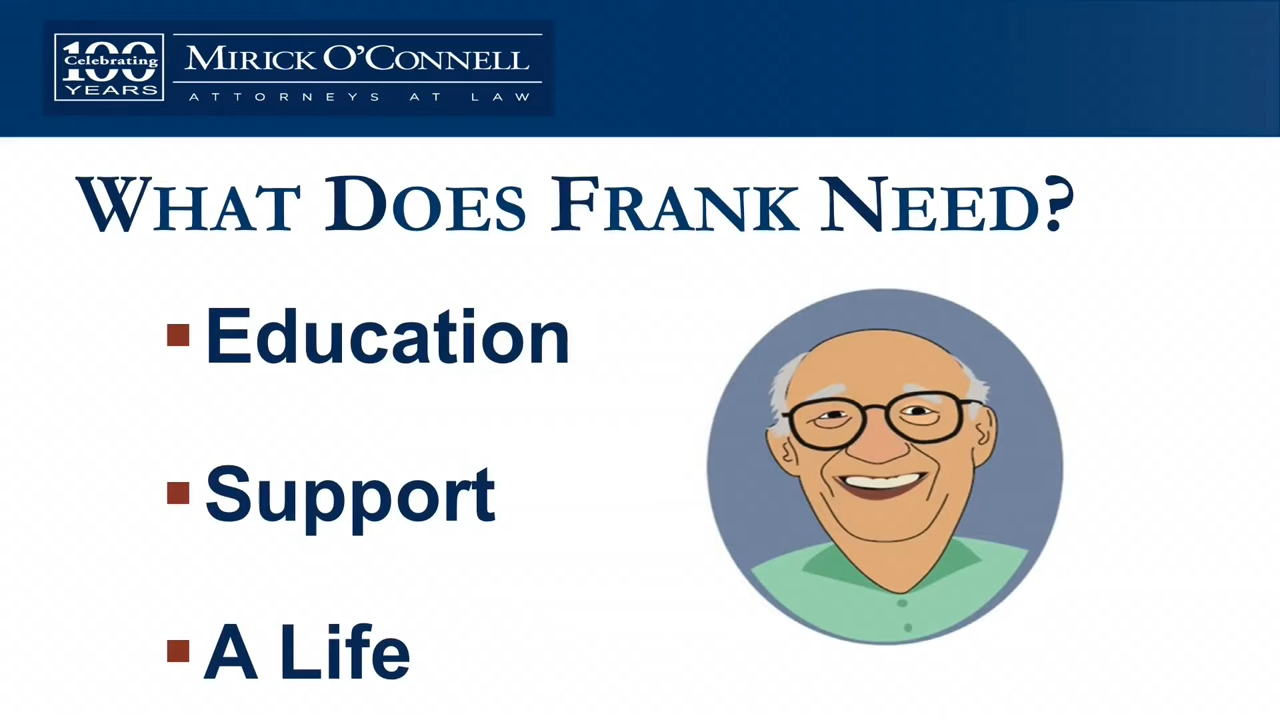 100
Celebrating
YEARS
MIRICK O'CONNELL
ATTORNEYS AT LAW
WHAT DOES FRANK NEED?
Education
Support
A Life